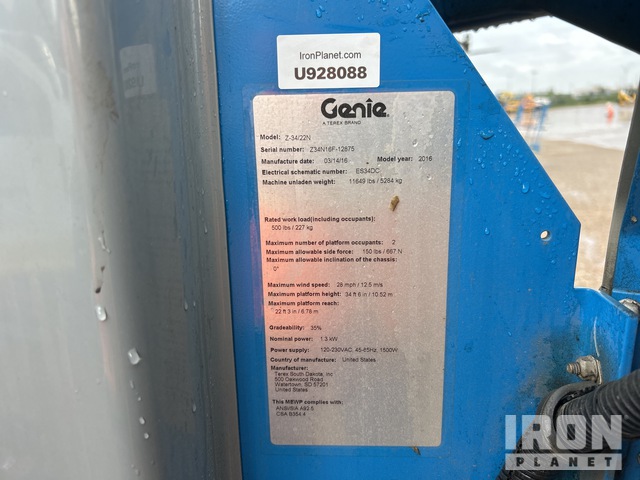 IronPlanet.com
U928088
Genie
A TEREX BRAND
Model: Z-34/22N
Serial number: Z34N16F-12875
Manufacture date: 03/14/16 Model year: 2016
Electrical schematic number: ES34DC
Machine unladen weight: 11649 lbs / 5284 kg
Rated work load(including occupants):
500 lbs / 227 kg
Maximum number of platform occupants: 2
Maximum allowable side force: 150 lbs / 667 N
Maximum allowable inclination of the chassis:
0°
Maximum wind speed: 28 mph / 12.5 m/s
Maximum platform height: 34 ft 6 in / 10.52 m
Maximum platform reach:
22 ft 3 in / 6.78 m
Gradeability: 35%
Nominal power: 1.3 kW
Power supply: 120-230VAC, 45-65Hz, 1500W
Country of manufacture: United States
Manufacturer:
Terex South Dakota, Inc
500 Oakwood Road
Watertown, SD 57201
United States
This MEWP complies with:
ANSI/SIA A92.5
CSA B354.4
IRON
PLANET